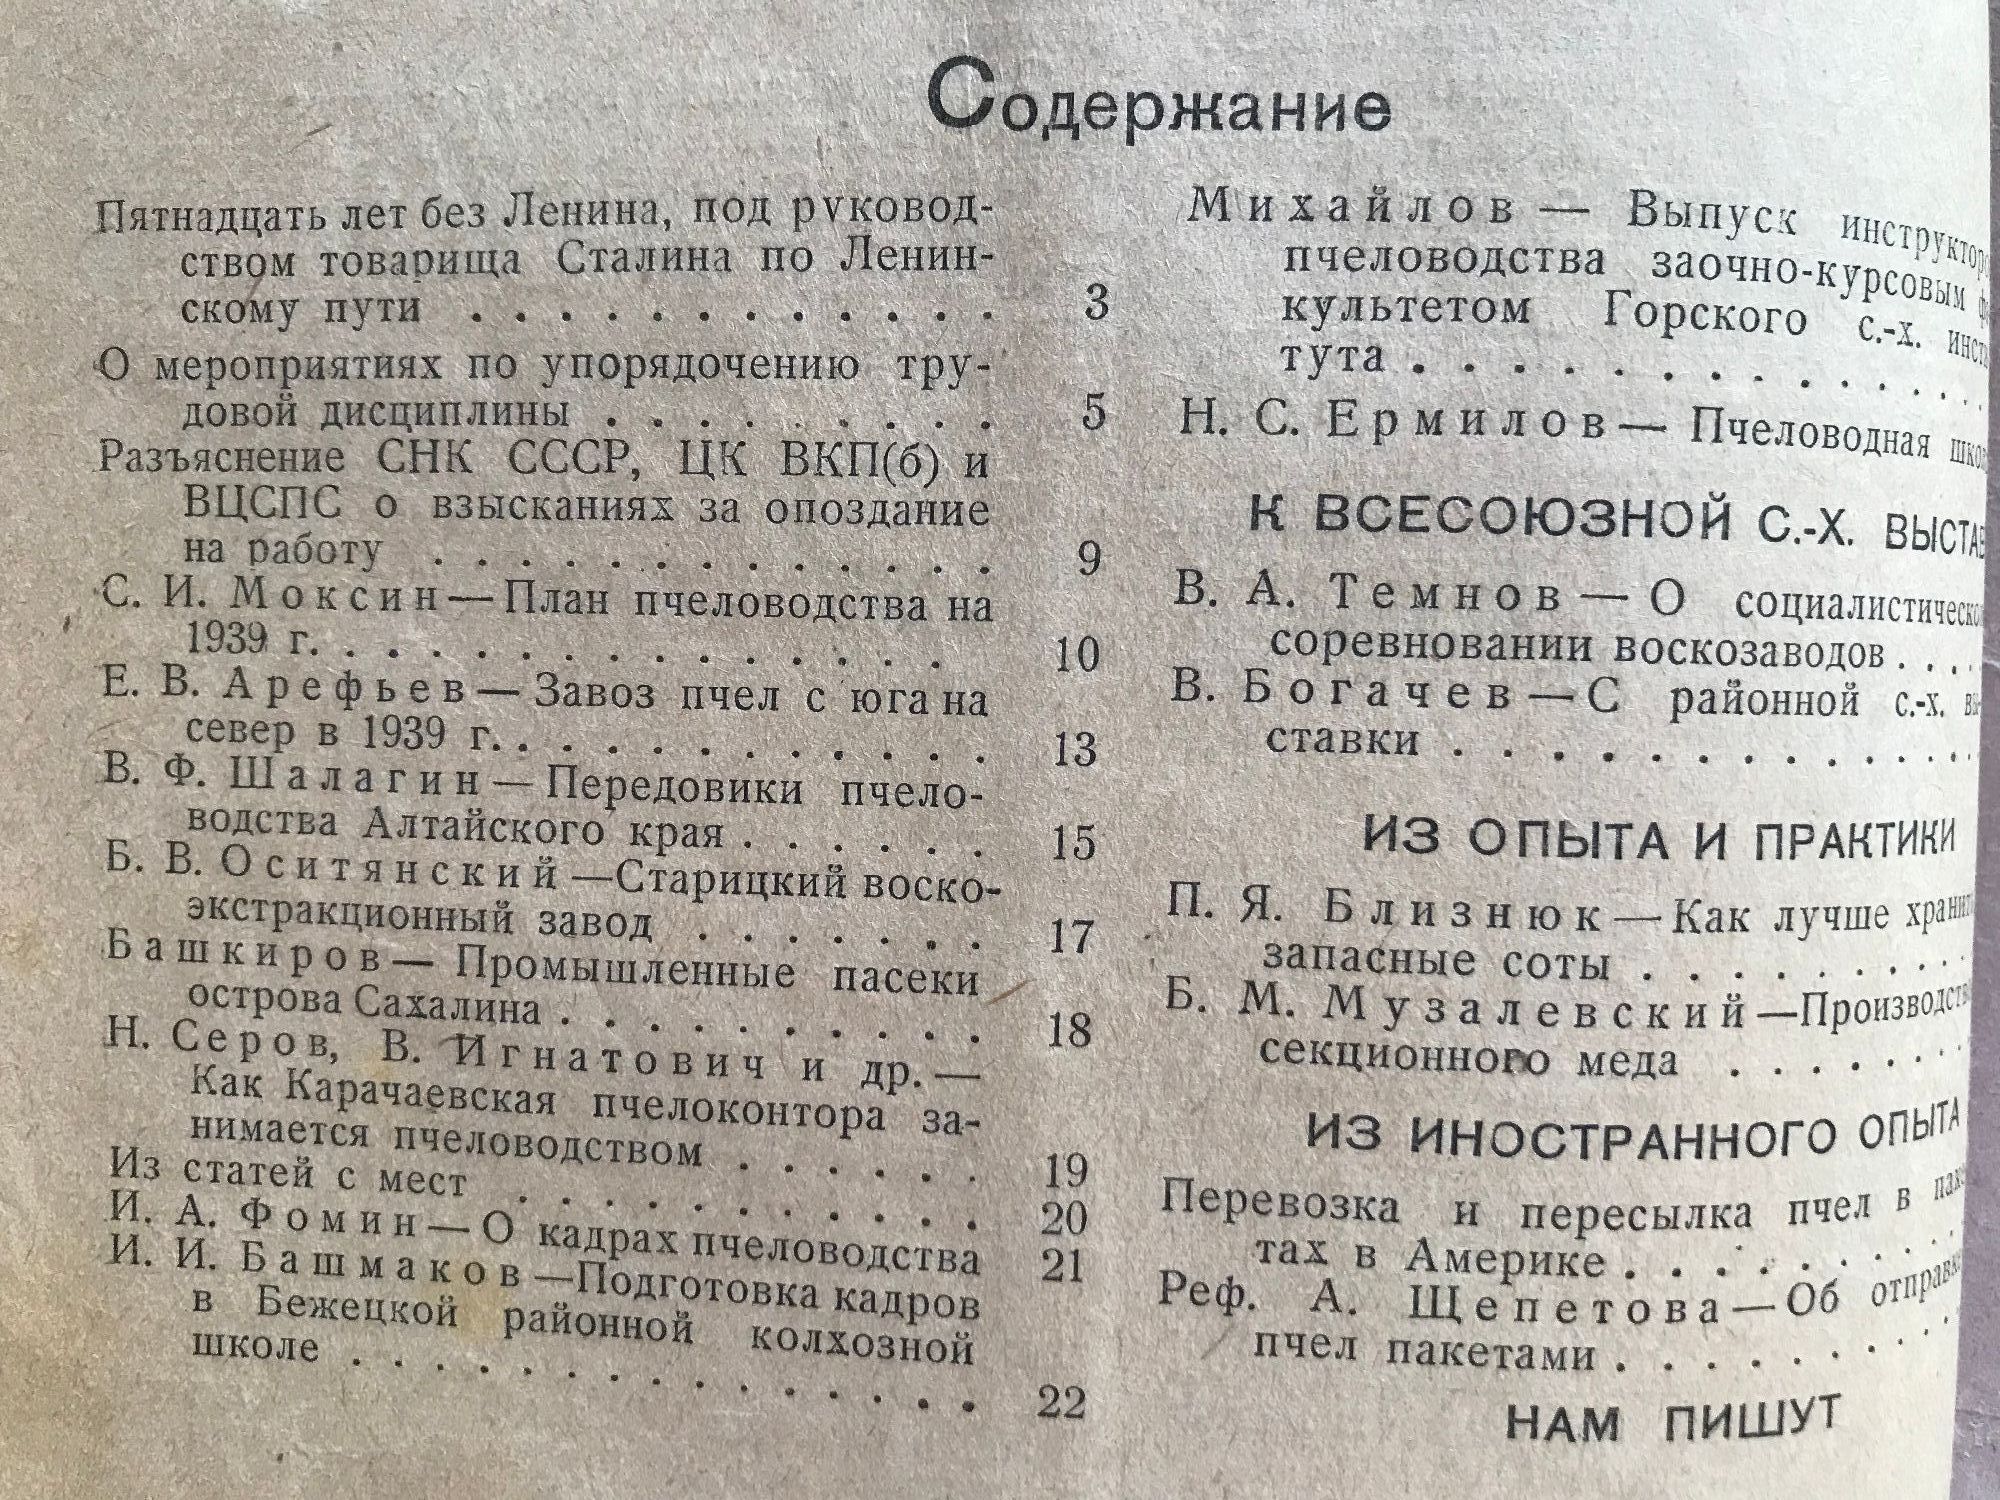 Содержание
Пятнадцать лет без Ленина, под руковод-
ством товарища Сталина по Ленин-
скому пути . . . . . . . . . . . . 3
О мероприятиях по упорядочению тру-
довой дисциплины . . . . . . . . . 5
Разъяснение СНК СССР, ЦК ВКП(б) и
ВЦСПС о взысканиях за опоздание
на работу . . . . . . . . . . . . . 9
С. И. Моксин — План пчеловодства на
1939 г. . . . . . . . . . . . . . . 10
Е. В. Арефьев — Завоз пчел с юга на
север в 1939 г. . . . . . . . . . . . 13
В. Ф. Шалагин — Передовики пчело-
водства Алтайского края . . . . . . 15
Б. В. Оситянский — Старицкий воско-
экстракционный завод . . . . . . . 17
Башкиров — Промышленные пасеки
острова Сахалина . . . . . . . . . . 18
Н. Серов, В. Игнатович и др. —
Как Карачаевская пчелоконтора за-
нимается пчеловодством . . . . . . 19
Из статей с мест . . . . . . . . . . . 20
И. А. Фомин — О кадрах пчеловодства 21
И. И. Башмаков — Подготовка кадров
в Бежецкой районной колхозной
школе . . . . . . . . . . . . . . . 22
Михайлов — Выпуск
пчеловодства заочно-курсовым
культетом Горского с.-х.
тута . . . . . . . . . . . . .
Н. С. Ермилов — Пчеловодная
К ВСЕСОЮЗНОЙ С.-Х.
В. А. Темнов — О
соревновании воскозаводов . . . .
В. Богачев — С районной с.-х. вы-
ставки . . . . . . . . . . . . .
ИЗ ОПЫТА И ПРАКТИКИ
П. Я. Близнюк — Как лучше
запасные соты . . . . . . . . .
Б. М. Музалевский —
секционного меда . . . . . . .
ИЗ ИНОСТРАННОГО ОПЫТА
Перевозка и пересылка пчел в
тах в Америке . . . . . . . . .
Реф. А. Щепетова — Об
пчел пакетами . . . . . . . . .
НАМ ПИШУТ